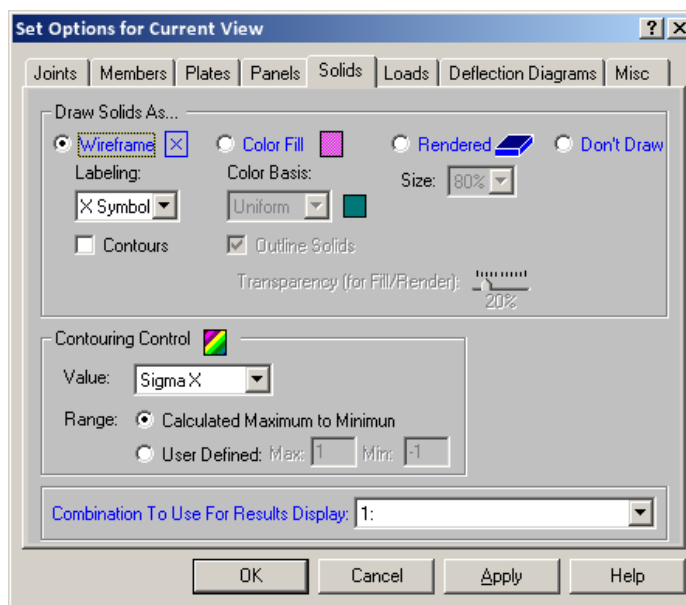 Set Options for Current View
Joints Members Plates Panels Solids Loads Deflection Diagrams Misc
Draw Solids As...
Wireframe Color Fill Rendered Don't Draw
Labeling: Color Basis: Size: 80%
X Symbol Uniform
Contours Outline Solids
Transparency (for Fill/Render):
20%
Contouring Control
Value: Sigma X
Range: Calculated Maximum to Minimun
User Defined: Max: 1 Min: -1
Combination To Use For Results Display: 1:
OK Cancel Apply Help